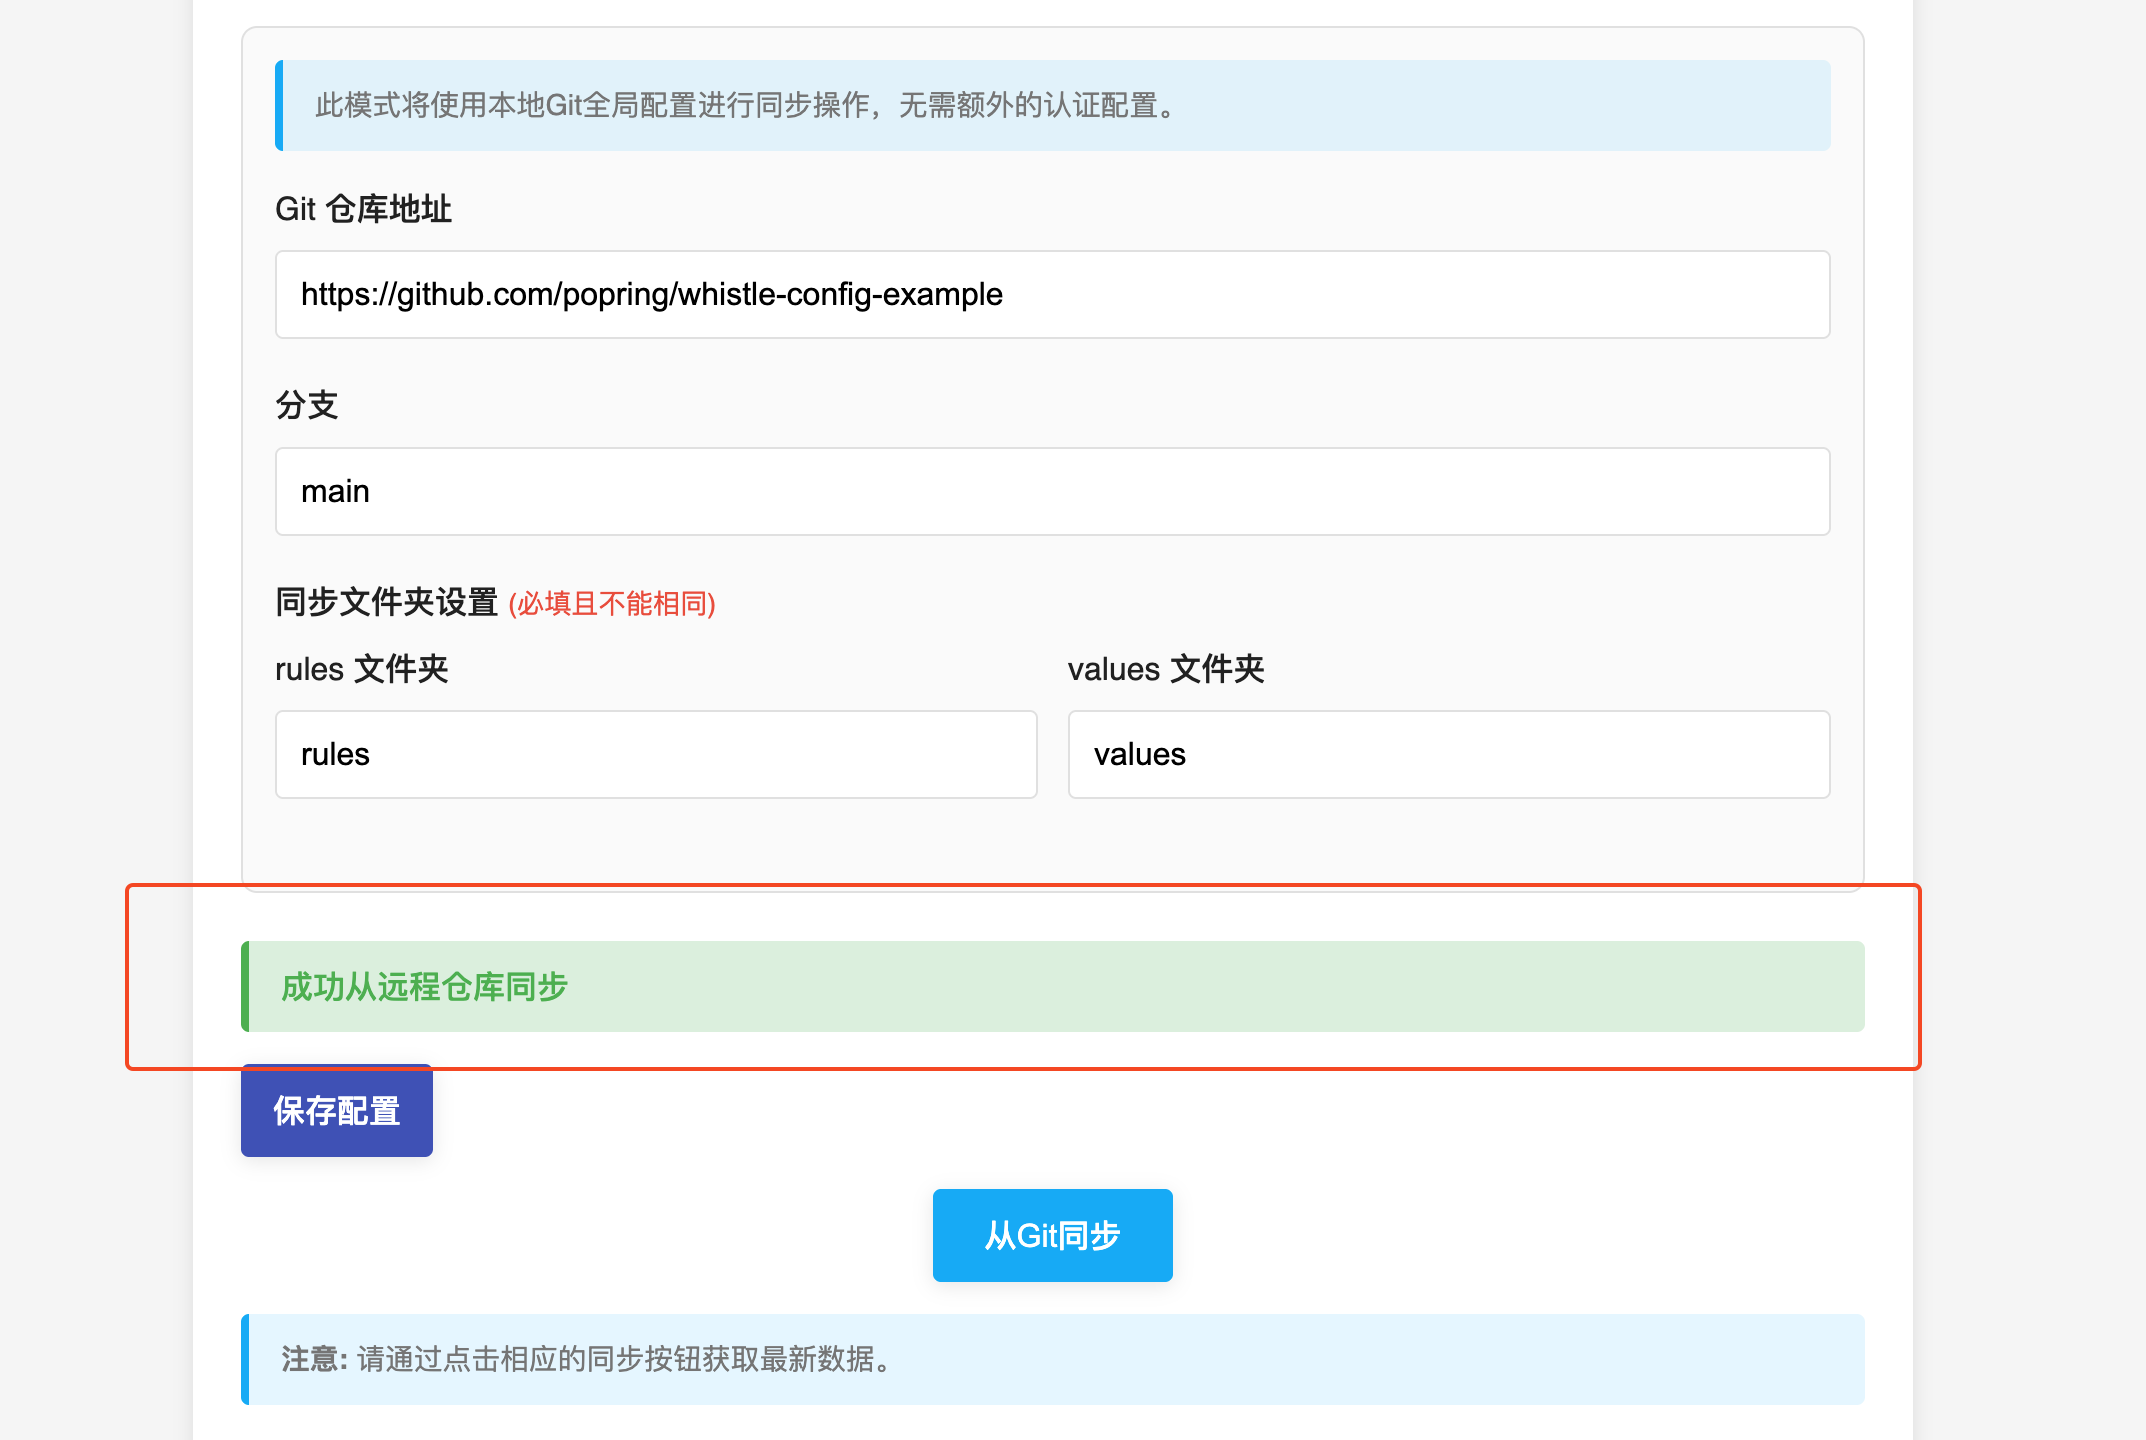 此模式将使用本地Git全局配置进行同步操作，无需额外的认证配置。
Git 仓库地址
https://github.com/popring/whistle-config-example
分支
main
同步文件夹设置 (必填且不能相同)
rules 文件夹
values 文件夹
rules
values
成功从远程仓库同步
保存配置
从Git同步
注意: 请通过点击相应的同步按钮获取最新数据。